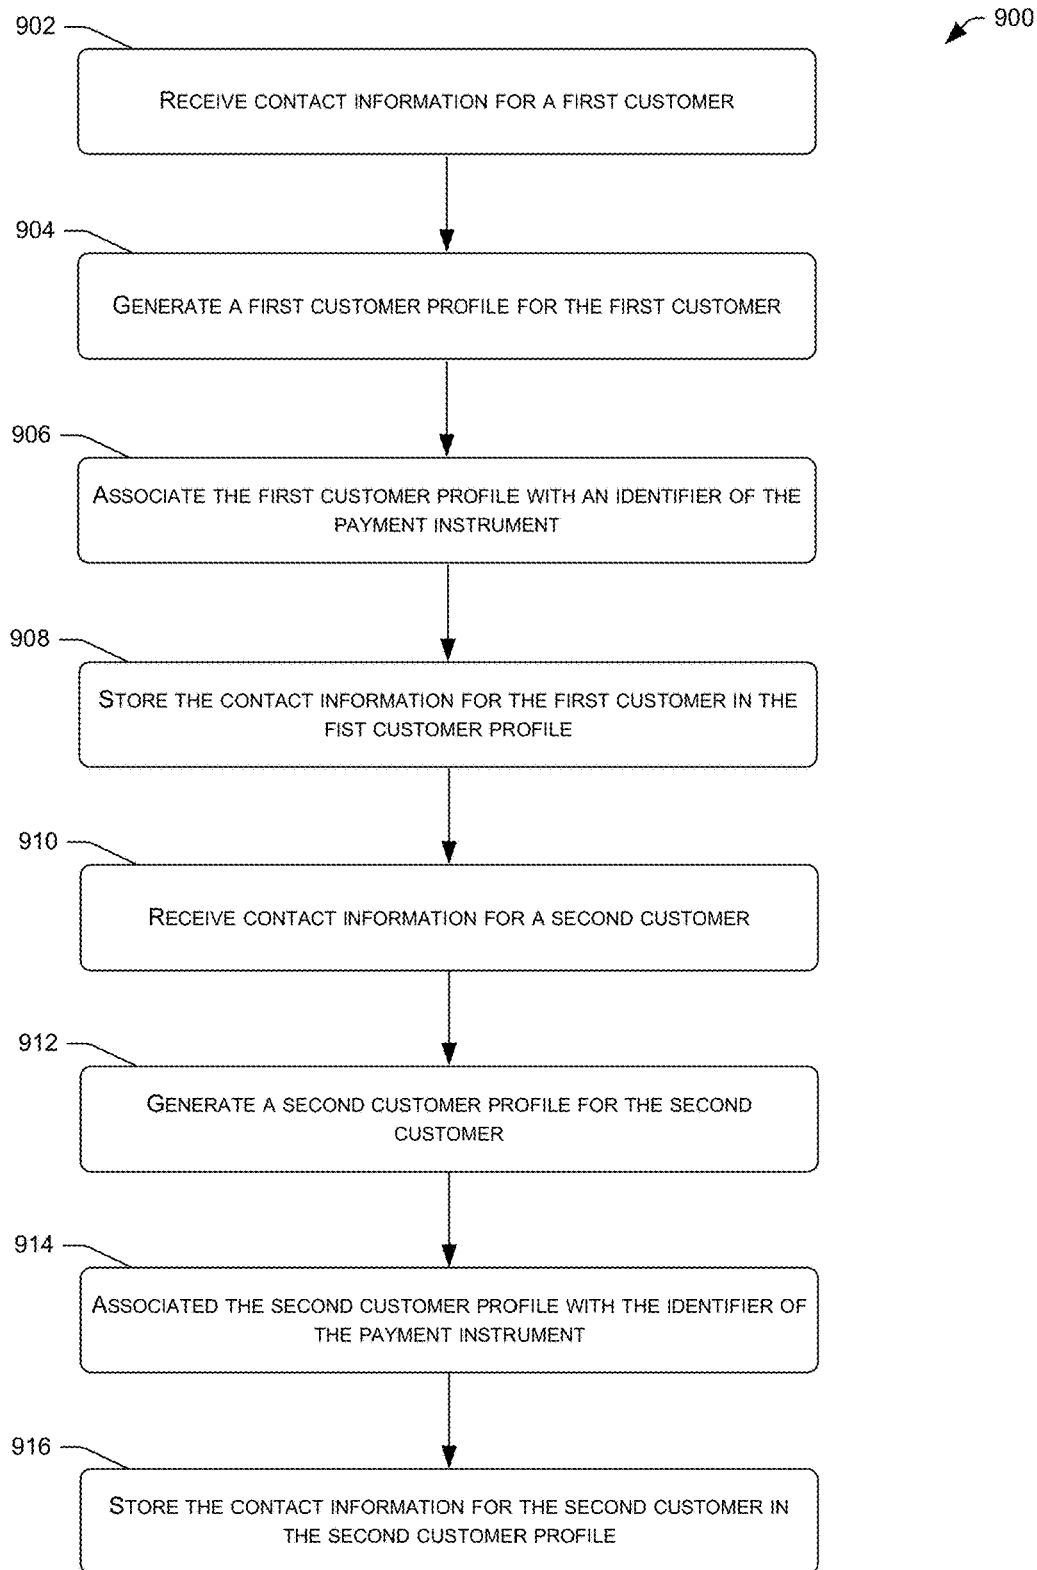 900
902
RECEIVE CONTACT INFORMATION FOR A FIRST CUSTOMER
904
GENERATE A FIRST CUSTOMER PROFILE FOR THE FIRST CUSTOMER
906
ASSOCIATE THE FIRST CUSTOMER PROFILE WITH AN IDENTIFIER OF THE
PAYMENT INSTRUMENT
908
STORE THE CONTACT INFORMATION FOR THE FIRST CUSTOMER IN THE
FIST CUSTOMER PROFILE
910
RECEIVE CONTACT INFORMATION FOR A SECOND CUSTOMER
912
GENERATE A SECOND CUSTOMER PROFILE FOR THE SECOND
CUSTOMER
914
ASSOCIATED THE SECOND CUSTOMER PROFILE WITH THE IDENTIFIER OF
THE PAYMENT INSTRUMENT
916
STORE THE CONTACT INFORMATION FOR THE SECOND CUSTOMER IN
THE SECOND CUSTOMER PROFILE